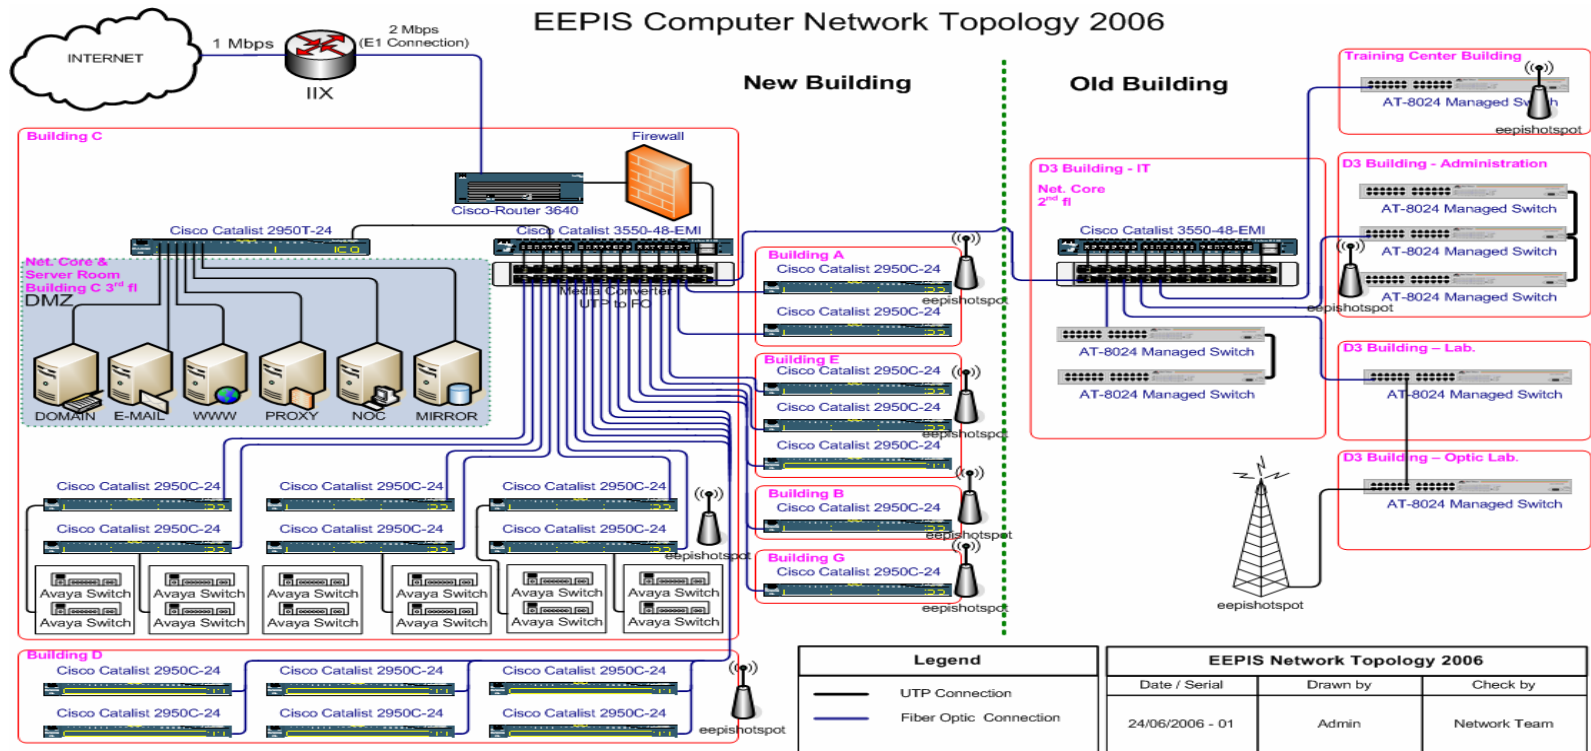 EEPIS Computer Network Topology 2006
INTERNET
1 Mbps
2 Mbps
(E1 Connection)
IIX
New Building
Old Building
Building C
Firewall
Cisco-Router 3640
Cisco Catalist 2950T-24
Cisco Catalist 3550-48-EMI
Media Converter
UTP to FO
Net. Core &
Server Room
Building C 3rd fl
DMZ
DOMAIN
E-MAIL
WWW
PROXY
NOC
MIRROR
Cisco Catalist 2950C-24
Cisco Catalist 2950C-24
Cisco Catalist 2950C-24
Cisco Catalist 2950C-24
Cisco Catalist 2950C-24
Cisco Catalist 2950C-24
eepishotspot
Avaya Switch
Avaya Switch
Avaya Switch
Avaya Switch
Avaya Switch
Avaya Switch
Avaya Switch
Avaya Switch
Avaya Switch
Avaya Switch
Avaya Switch
Avaya Switch
Building D
Cisco Catalist 2950C-24
Cisco Catalist 2950C-24
Cisco Catalist 2950C-24
Cisco Catalist 2950C-24
Cisco Catalist 2950C-24
Cisco Catalist 2950C-24
eepishotspot
Building A
Cisco Catalist 2950C-24
eepishotspot
Cisco Catalist 2950C-24
Building E
Cisco Catalist 2950C-24
Cisco Catalist 2950C-24
eepishotspot
Cisco Catalist 2950C-24
Building B
Cisco Catalist 2950C-24
eepishotspot
Building G
Cisco Catalist 2950C-24
eepishotspot
D3 Building - IT
Net. Core
2nd fl
Cisco Catalist 3550-48-EMI
AT-8024 Managed Switch
AT-8024 Managed Switch
Training Center Building
AT-8024 Managed Switch
eepishotspot
D3 Building - Administration
AT-8024 Managed Switch
AT-8024 Managed Switch
AT-8024 Managed Switch
eepishotspot
D3 Building – Lab.
AT-8024 Managed Switch
D3 Building – Optic Lab.
AT-8024 Managed Switch
eepishotspot
Legend
UTP Connection
Fiber Optic Connection
EEPIS Network Topology 2006
Date / Serial
Drawn by
Check by
24/06/2006 - 01
Admin
Network Team